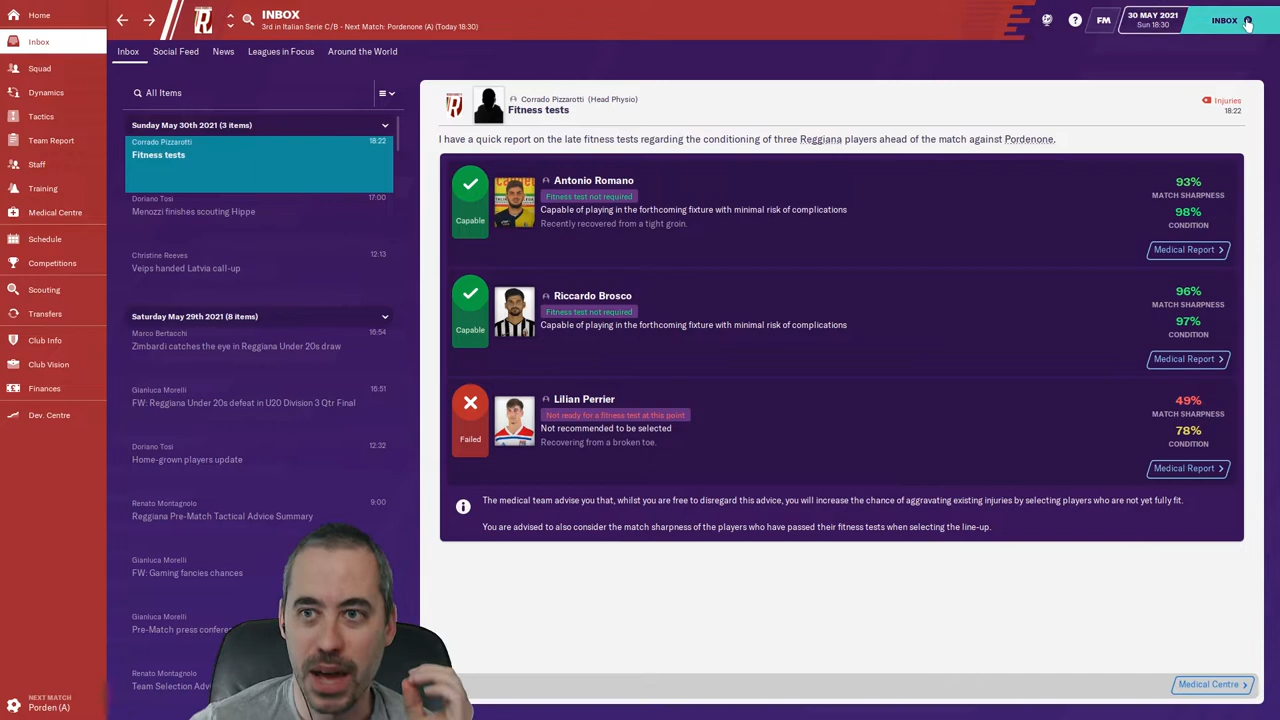 Home
Inbox
Squad
Dynamics
Tactics
Team Report
Staff
Training
Medical Centre
Schedule
Competitions
Scouting
Transfers
Club Info
Club Vision
Finances
Dev. Centre
NEXT MATCH
Porden (A)
INBOX
3rd in Italian Serie C/B - Next Match: Pordenone (A) (Today 18:30)
?
FM
30 MAY 2021
Sun 18:30
INBOX
Inbox
Social Feed
News
Leagues in Focus
Around the World
All Items
Sunday May 30th 2021 (3 items)
Corrado Pizzarotti
18:22
Fitness tests
Doriano Tosi
17:00
Menozzi finishes scouting Hippe
Christine Reeves
12:13
Veips handed Latvia call-up
Saturday May 29th 2021 (8 items)
Marco Bertacchi
16:54
Zimbardi catches the eye in Reggiana Under 20s draw
Gianluca Morelli
16:51
FW: Reggiana Under 20s defeat in U20 Division 3 Qtr Final
Doriano Tosi
12:32
Home-grown players update
Renato Montagnolo
9:00
Reggiana Pre-Match Tactical Advice Summary
Gianluca Morelli
FW: Gaming fancies chances
Gianluca Morelli
Pre-Match press confere
Renato Montagnolo
Team Selection Adv
Corrado Pizzarotti (Head Physio)
Fitness tests
Injuries
18:22
I have a quick report on the late fitness tests regarding the conditioning of three Reggiana players ahead of the match against Pordenone.
Capable
Antonio Romano
Fitness test not required
Capable of playing in the forthcoming fixture with minimal risk of complications
Recently recovered from a tight groin.
93%
MATCH SHARPNESS
98%
CONDITION
Medical Report
Capable
Riccardo Brosco
Fitness test not required
Capable of playing in the forthcoming fixture with minimal risk of complications
96%
MATCH SHARPNESS
97%
CONDITION
Medical Report
Failed
Lilian Perrier
Not ready for a fitness test at this point
Not recommended to be selected
Recovering from a broken toe.
49%
MATCH SHARPNESS
78%
CONDITION
Medical Report
The medical team advise you that, whilst you are free to disregard this advice, you will increase the chance of aggravating existing injuries by selecting players who are not yet fully fit.
You are advised to also consider the match sharpness of the players who have passed their fitness tests when selecting the line-up.
Medical Centre